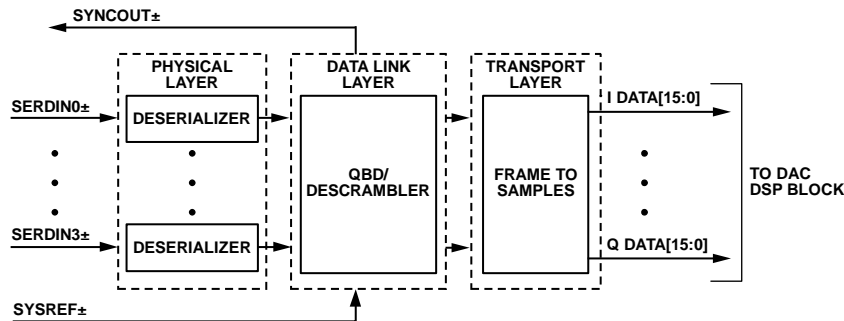 SYNCOUT±
PHYSICAL
LAYER
DATA LINK
LAYER
TRANSPORT
LAYER
SERDIN0±
DESERIALIZER
I DATA[15:0]
QBD/
DESCRAMBLER
FRAME TO
SAMPLES
TO DAC
DSP BLOCK
SERDIN3±
DESERIALIZER
Q DATA[15:0]
SYSREF±